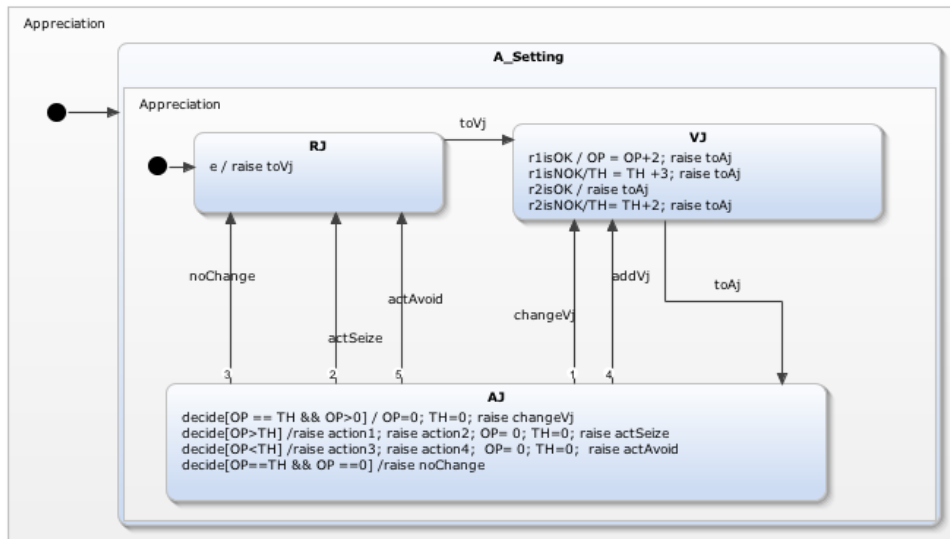 Appreciation
A_Setting
Appreciation
toVj
RJ
e / raise toVj
VJ
r1isOK / OP = OP+2; raise toAj
r1isNOK/TH = TH +3; raise toAj
r2isOK / raise toAj
r2isNOK/TH= TH+2; raise toAj
noChange
addVj
toAj
actAvoid
changeVj
actSeize
3
2
5
1
4
AJ
decide[OP == TH && OP>0] / OP=0; TH=0; raise changeVj
decide[OP>TH] /raise action1; raise action2; OP= 0; TH=0; raise actSeize
decide[OP<TH] /raise action3; raise action4;  OP= 0; TH=0;  raise actAvoid
decide[OP==TH && OP ==0] /raise noChange